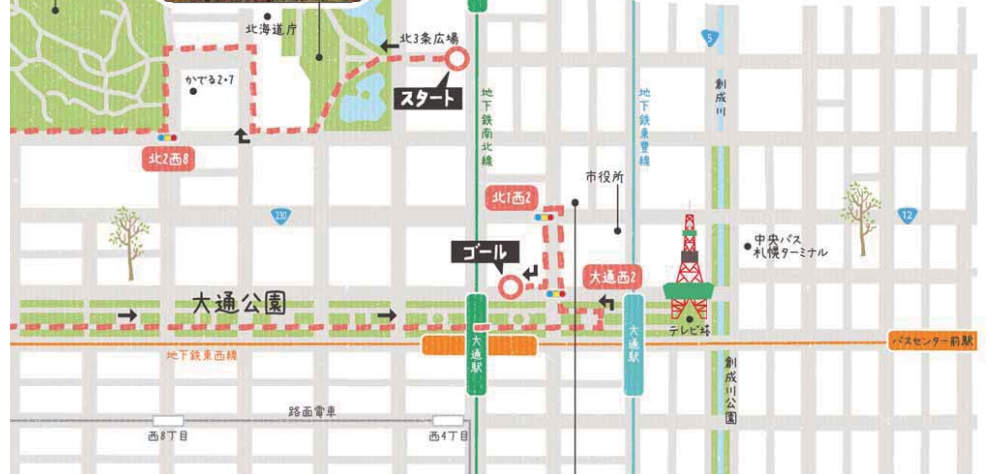 北海道庁
北3条広場
5
かでる2・7
スタート
創成川
地下鉄南北線
地下鉄東豊線
北2西8
市役所
北1西2
230
12
中央バス
札幌ターミナル
ゴール
大通西2
大通公園
テレビ塔
大通駅
大通駅
バスセンター前駅
地下鉄東西線
創成川公園
路面電車
西8丁目
西4丁目